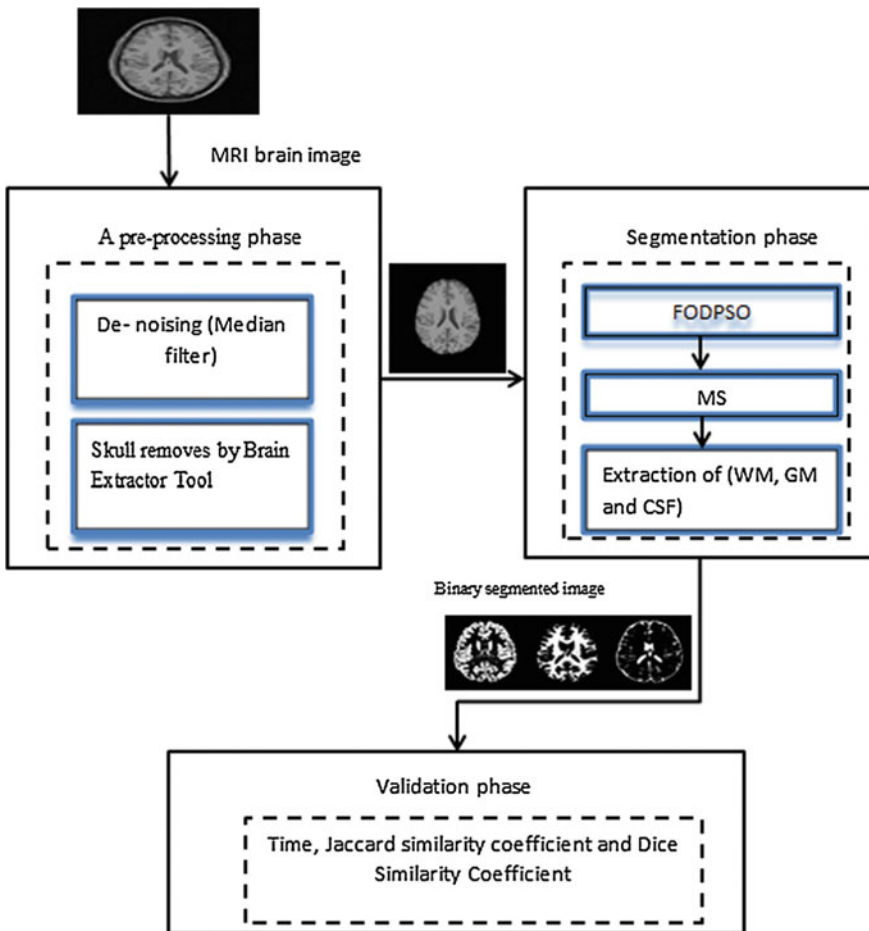 MRI brain image
A pre-processing phase
De- noising (Median
filter)
Skull removes by Brain
Extractor Tool
Segmentation phase
FODPSO
MS
Extraction of (WM, GM
and CSF)
Binary segmented image
Validation phase
Time, Jaccard similarity coefficient and Dice
Similarity Coefficient